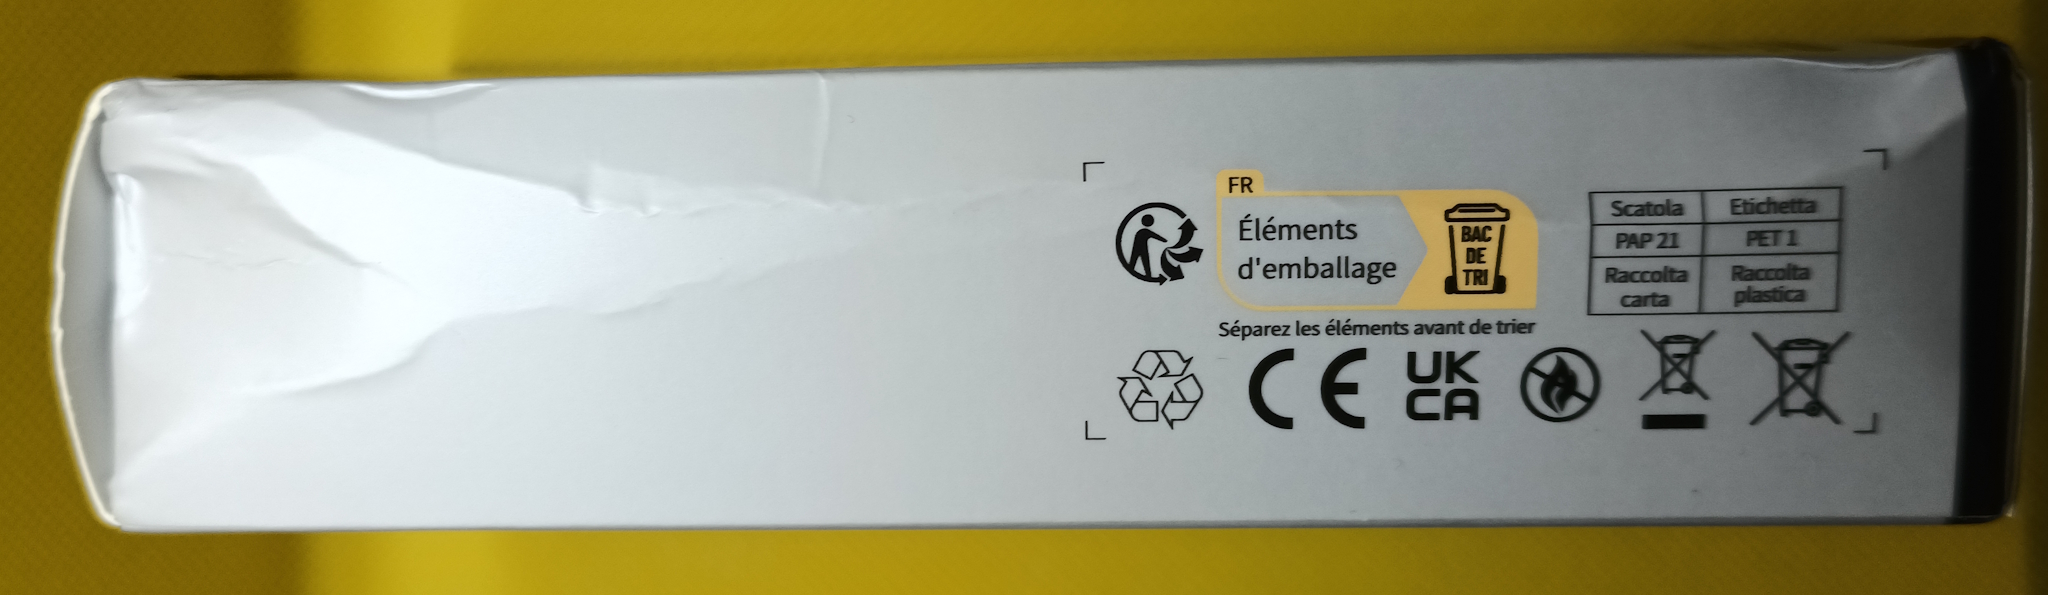 FR
Éléments
d'emballage
BAC
DE
TRI
Séparez les éléments avant de trier
Scatola Etichetta
PAP 21 PET 1
Raccolta carta Raccolta plastica
CE
UK
CA